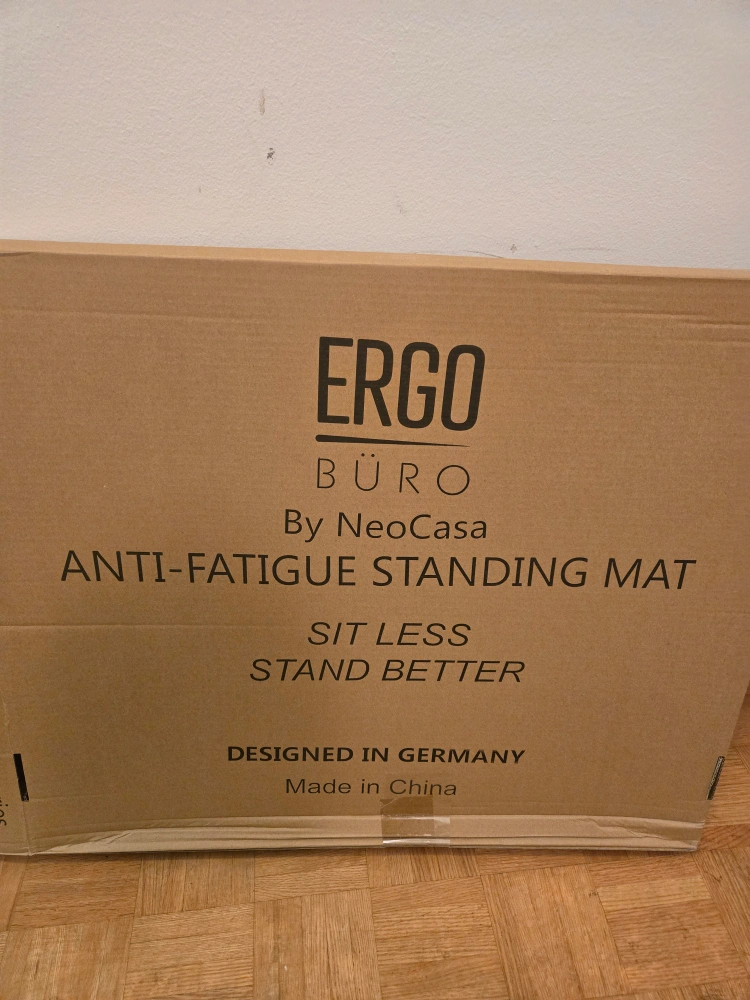 ERGO
BÜRO
By NeoCasa
ANTI-FATIGUE STANDING MAT
SIT LESS
STAND BETTER
DESIGNED IN GERMANY
Made in China